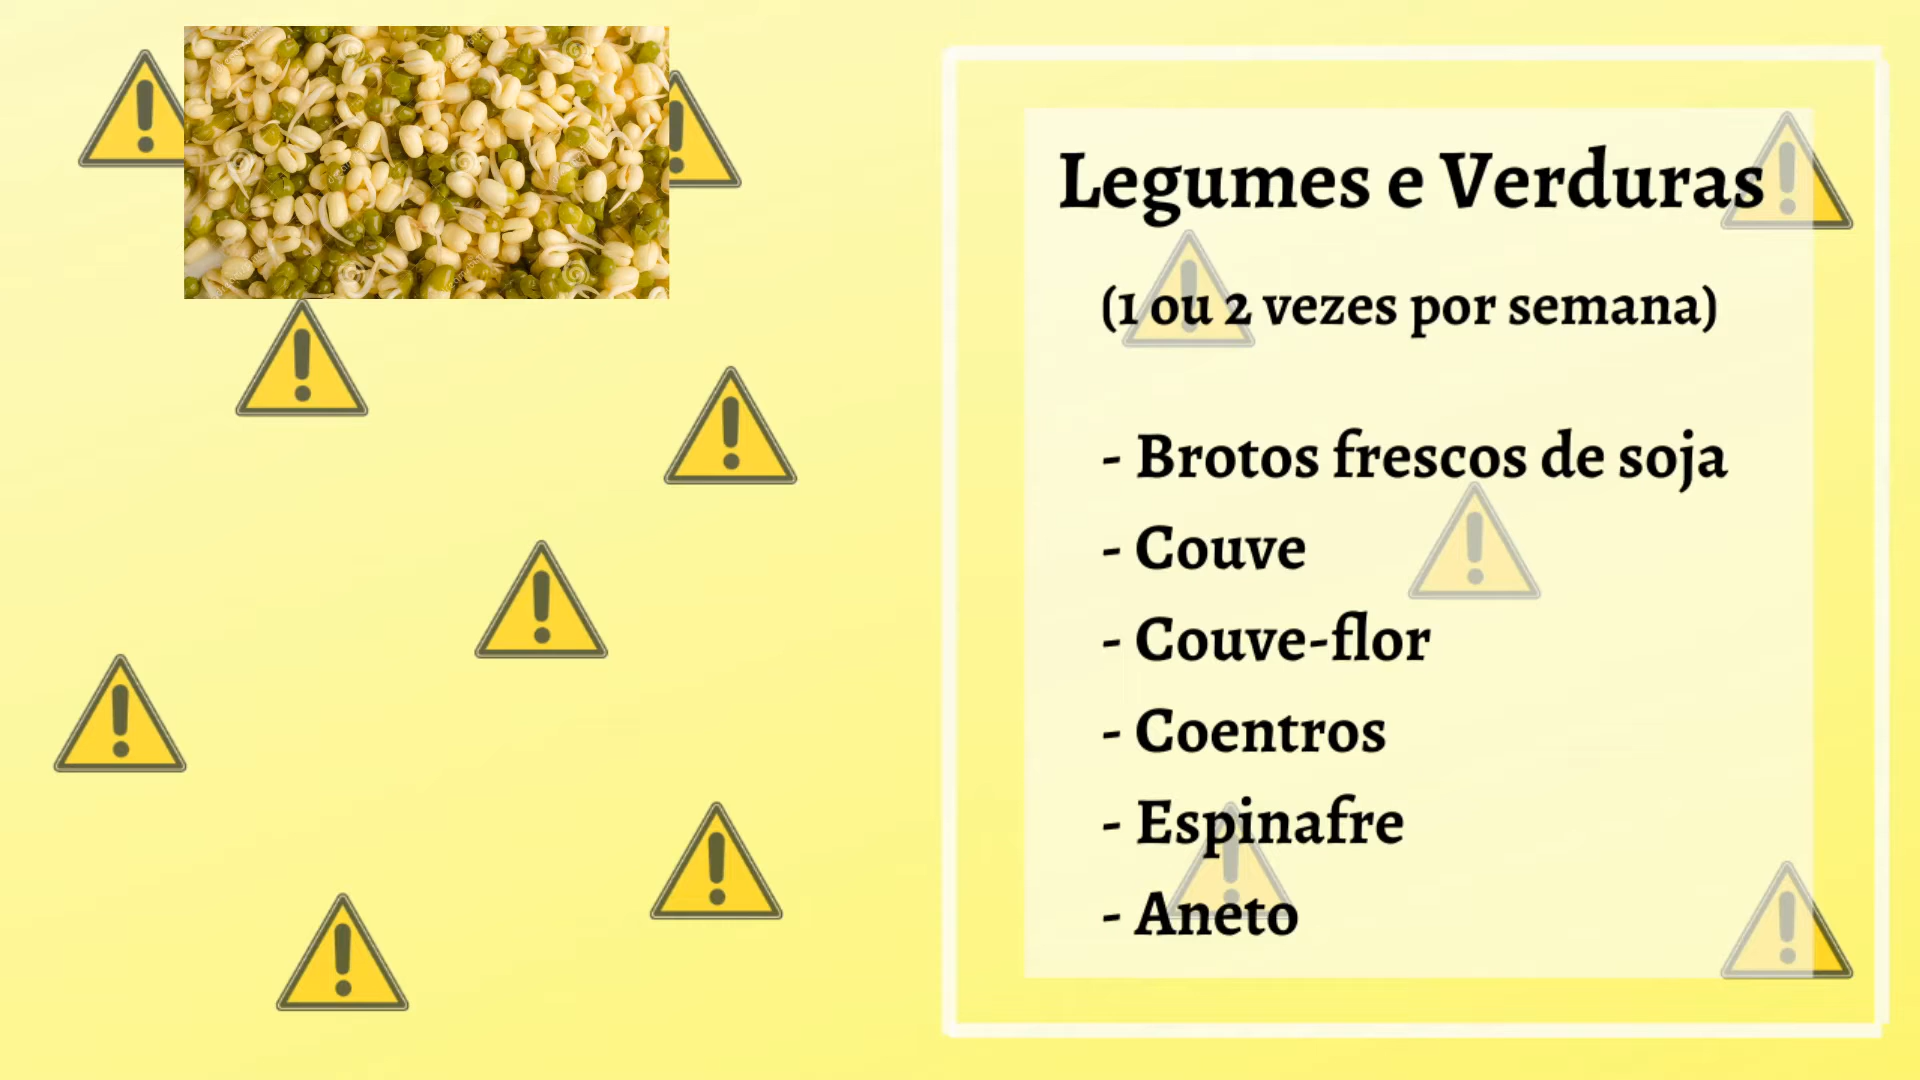 Legumes e Verduras
(1 ou 2 vezes por semana)
- Brotos frescos de soja
- Couve
- Couve-flor
- Coentros
- Espinafre
- Aneto